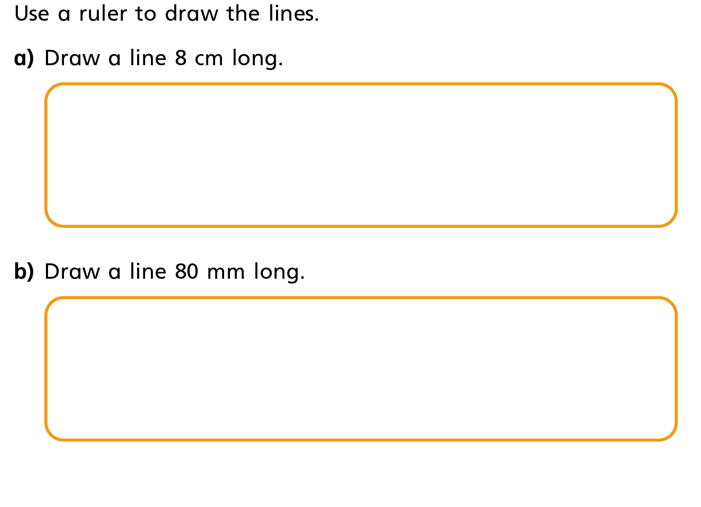 Use a ruler to draw the lines.
a) Draw a line 8 cm long.
b) Draw a line 80 mm long.